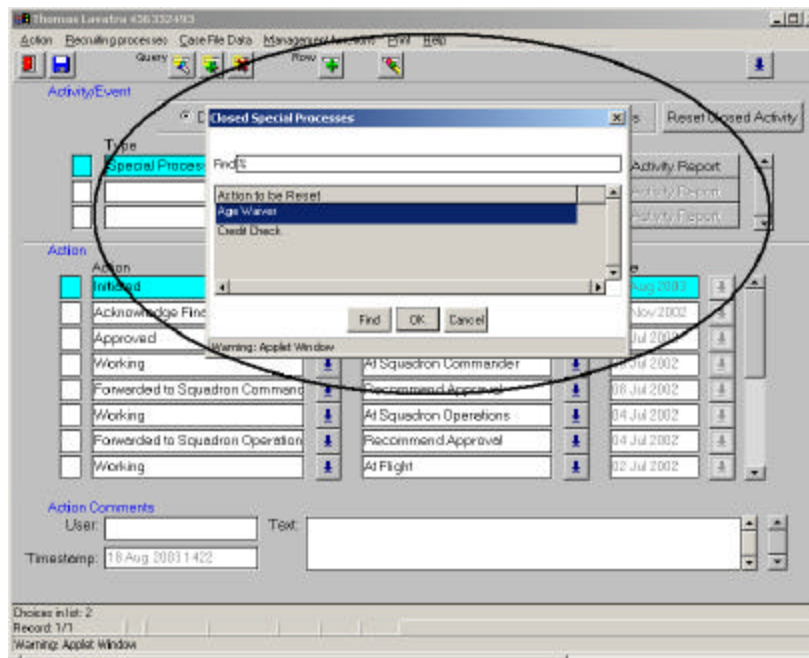 Thomas Lavatra 436332493
Action Recruiting processes Case File Data Management functions Print Help
Query Row
Activity/Event
Reset Closed Activity
Closed Special Processes
Type
Special Process
Find %
Activity Report
Action to be Reset
Activity Report
Age Waiver
Activity Report
Credit Check
Action
Action
Initiated Aug 2003
Find OK Cancel
Acknowledge Find Nov 2002
Approved Jul 2002
Warning: Applet Window
Working At Squadron Commander Jul 2002
Forwarded to Squadron Command Recommend Approval 08 Jul 2002
Working At Squadron Operations 04 Jul 2002
Forwarded to Squadron Operation Recommend Approval 04 Jul 2002
Working At Flight 02 Jul 2002
Action Comments
User: Text:
Timestamp: 18 Aug 2003 1422
Choices in list: 2
Record: 1/1
Warning: Applet Window